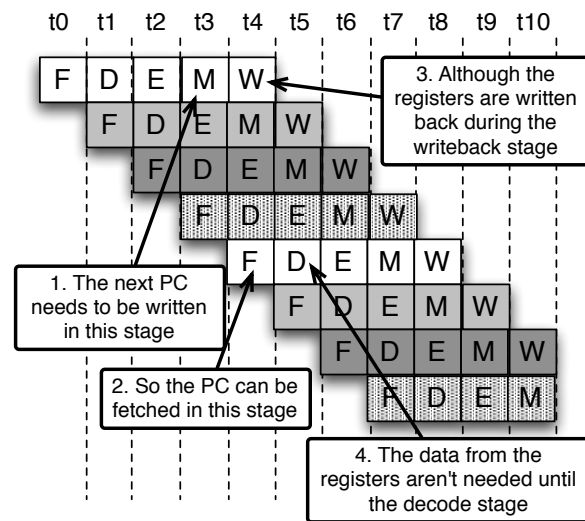 t0 t1 t2 t3 t4 t5 t6 t7 t8 t9 t10
F D E M W
F D E M W
F D E M W
F D E M W
F D E M W
F D E M W
F D E M W
F D E M
3. Although the
registers are written
back during the
writeback stage
1. The next PC
needs to be written
in this stage
2. So the PC can be
fetched in this stage
4. The data from the
registers aren't needed until
the decode stage